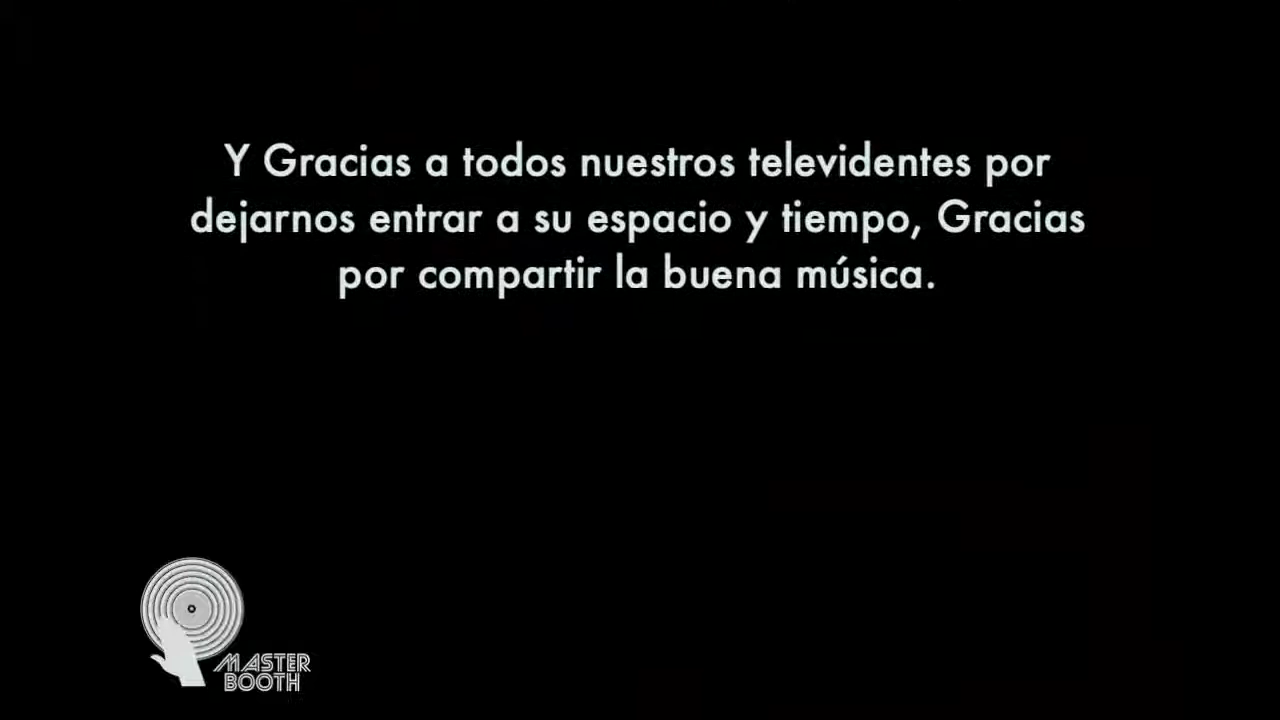 Y Gracias a todos nuestros televidentes por
dejarnos entrar a su espacio y tiempo, Gracias
por compartir la buena música.
MASTER
BOOTH